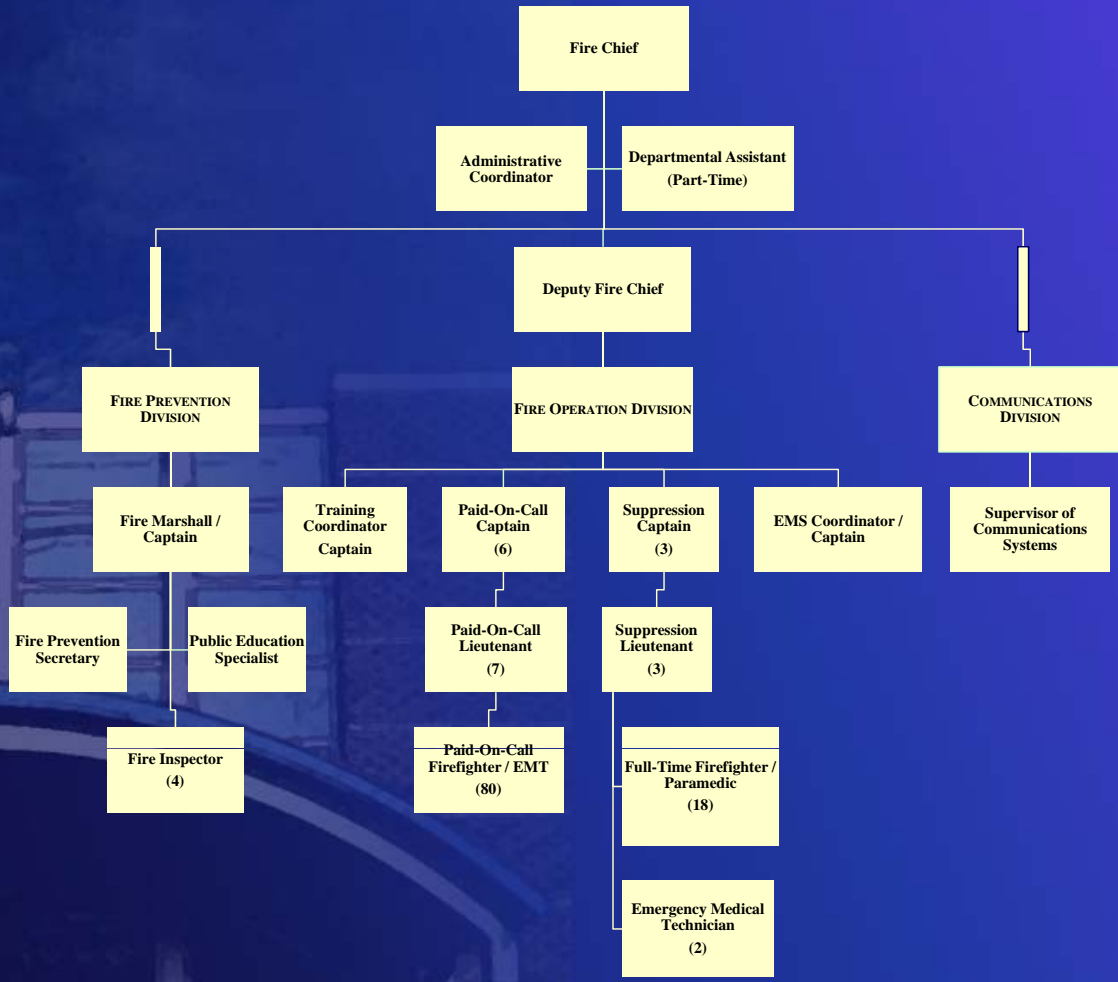 Fire Chief
Administrative
Coordinator
Departmental Assistant
(Part-Time)
Deputy Fire Chief
FIRE PREVENTION
DIVISION
FIRE OPERATION DIVISION
COMMUNICATIONS
DIVISION
Fire Marshall /
Captain
Training
Coordinator
Captain
Paid-On-Call
Captain
(6)
Suppression
Captain
(3)
EMS Coordinator /
Captain
Supervisor of
Communications
Systems
Fire Prevention
Secretary
Public Education
Specialist
Paid-On-Call
Lieutenant
(7)
Suppression
Lieutenant
(3)
Fire Inspector
(4)
Paid-On-Call
Firefighter / EMT
(80)
Full-Time Firefighter /
Paramedic
(18)
Emergency Medical
Technician
(2)